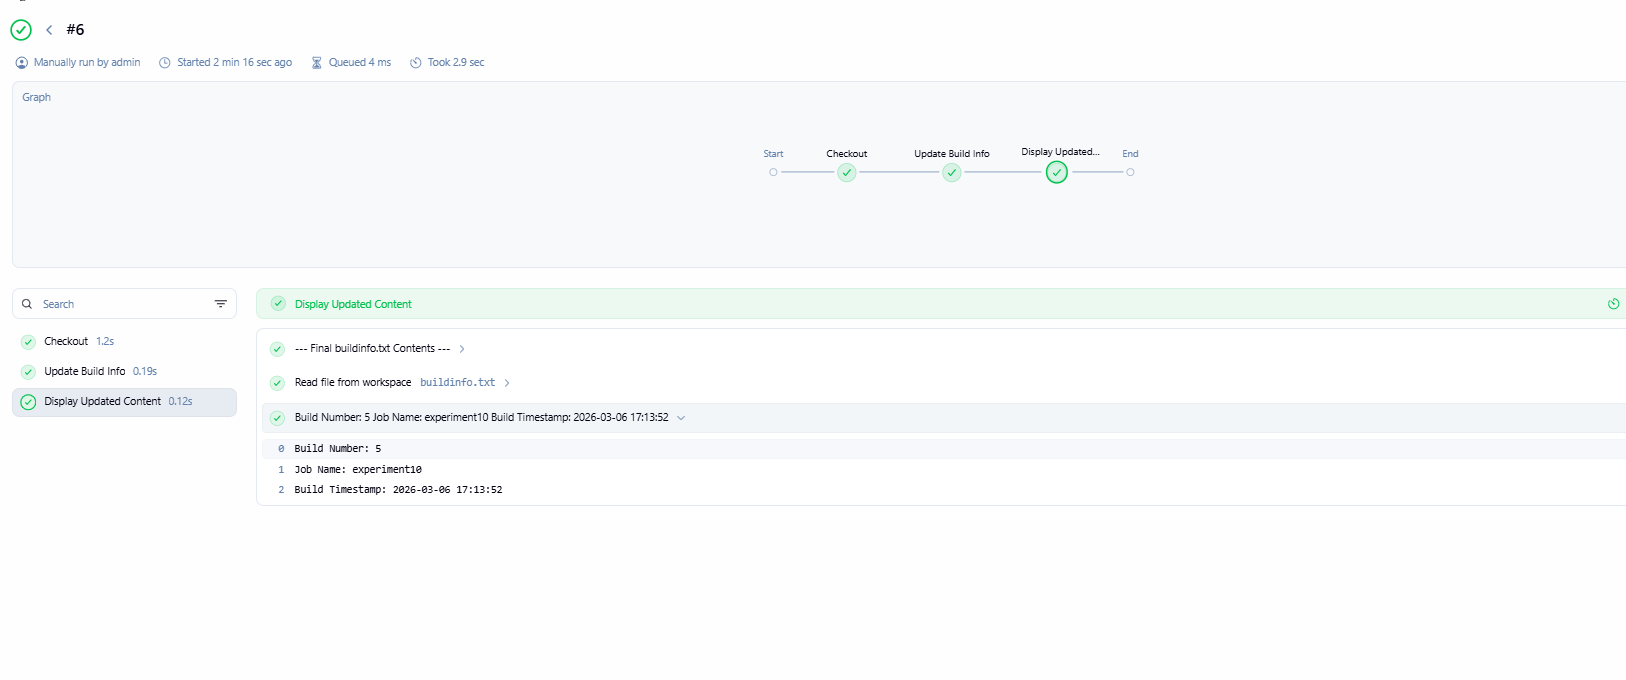 #6
Manually run by admin Started 2 min 16 sec ago Queued 4 ms Took 2.9 sec
Graph
Start Checkout Update Build Info Display Updated... End
Search
Checkout 1.2s
Update Build Info 0.19s
Display Updated Content 0.12s
Display Updated Content
--- Final buildinfo.txt Contents ---
Read file from workspace buildinfo.txt
Build Number: 5 Job Name: experiment10 Build Timestamp: 2026-03-06 17:13:52
0 Build Number: 5
1 Job Name: experiment10
2 Build Timestamp: 2026-03-06 17:13:52